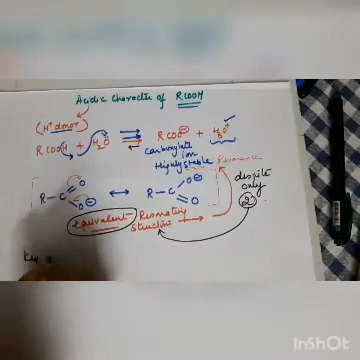 Acidic Character of RCOOH
(H⁺ donor)
RCOOH + H₂O ⇌ RCOO⊖ + H₃O⁺
Carboxylate
ion
Highly stable Resonance
R–C O O⊖ ↔ R–C O⊖ O
despite
only
2
equivalent Resonating
Structure
InShOt